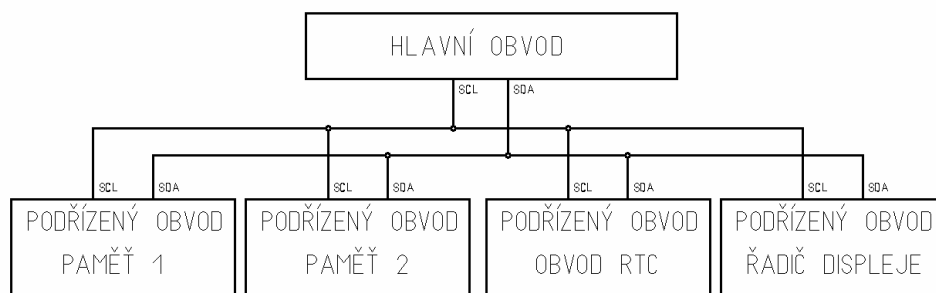 HLAVNÍ OBVOD
SCL SDA
SCL SDA SCL SDA SCL SDA SCL SDA
PODŘÍZENÝ OBVOD
PAMĚŤ 1
PODŘÍZENÝ OBVOD
PAMĚŤ 2
PODŘÍZENÝ OBVOD
OBVOD RTC
PODŘÍZENÝ OBVOD
ŘADIČ DISPLEJE